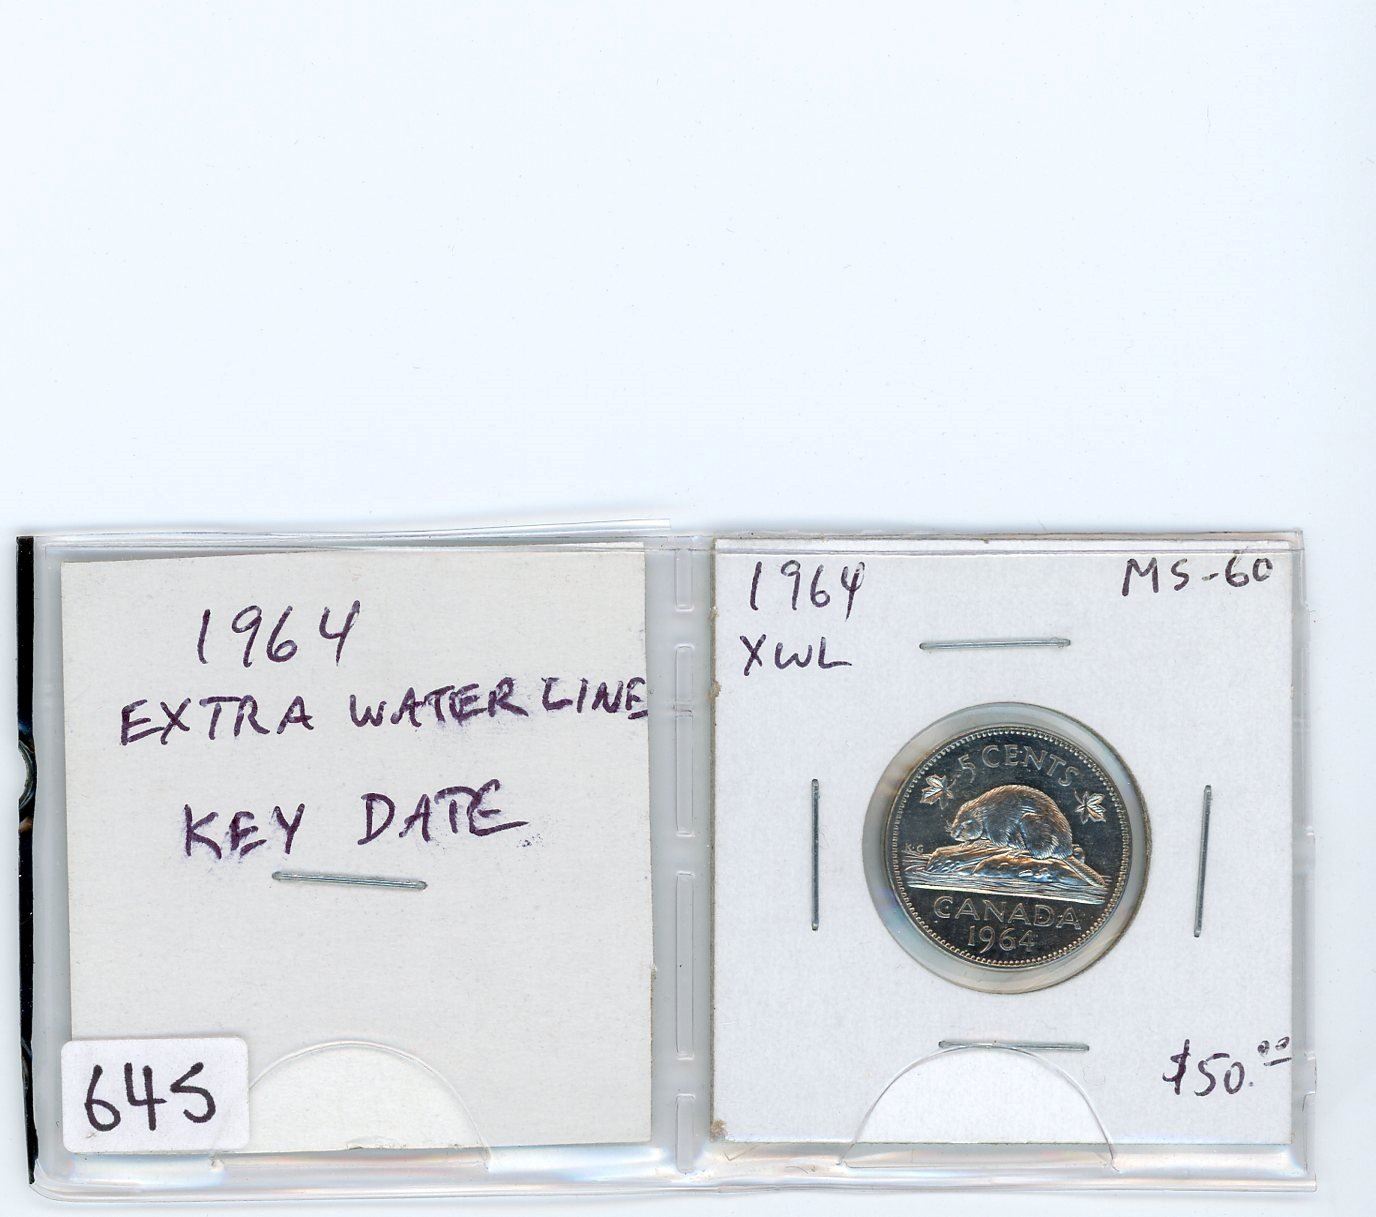 1964
EXTRA WATER LINE
KEY DATE
645
1964
MS-60
XWL
5 CENTS
K·G
CANADA
1964
$50.00